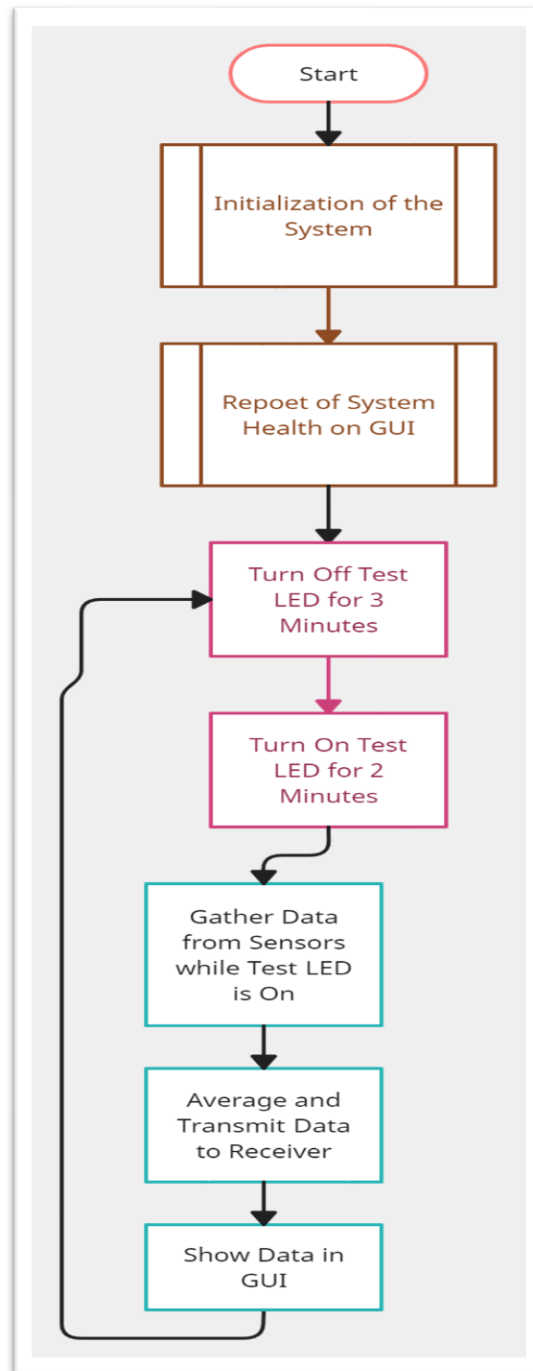 Start
Initialization of the
System
Repoet of System
Health on GUI
Turn Off Test
LED for 3
Minutes
Turn On Test
LED for 2
Minutes
Gather Data
from Sensors
while Test LED
is On
Average and
Transmit Data
to Receiver
Show Data in
GUI